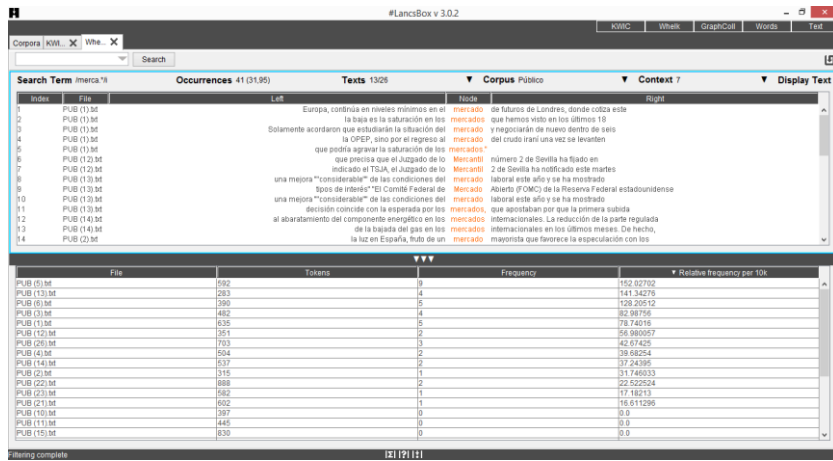 #LancsBox v 3.0.2
KWIC Whelk GraphColl Words Text
Corpora KWI... X Whe... X
Search
Search Term /merca.*/i Occurrences 41 (31,95) Texts 13/26 ▼ Corpus Público ▼ Context 7 ▼ Display Text
Index File Left Node Right
1 PUB (1).txt Europa, continúa en niveles mínimos en el mercado de futuros de Londres, donde cotiza este
2 PUB (1).txt la baja es la saturación en los mercados que hemos visto en los últimos 18
3 PUB (1).txt Solamente acordaron que estudiarán la situación del mercado y negociarán de nuevo dentro de seis
4 PUB (1).txt la OPEP, sino por el regreso al mercado del crudo iraní una vez se levanten
5 PUB (1).txt que podría agravar la saturación de los mercados."
6 PUB (12).txt que precisa que el Juzgado de lo Mercantil número 2 de Sevilla ha fijado en
7 PUB (12).txt indicado el TSJA, el Juzgado de lo Mercantil 2 de Sevilla ha notificado este martes
8 PUB (13).txt una mejora ""considerable"" de las condiciones del mercado laboral este año y se ha mostrado
9 PUB (13).txt tipos de interés" "El Comité Federal de Mercado Abierto (FOMC) de la Reserva Federal estadounidense
10 PUB (13).txt una mejora ""considerable"" de las condiciones del mercado laboral este año y se ha mostrado
11 PUB (13).txt decisión coincide con la esperada por los mercados, que apostaban por que la primera subida
12 PUB (14).txt al abaratamiento del componente energético en los mercados internacionales. La reducción de la parte regulada
13 PUB (14).txt de la bajada del gas en los mercados internacionales en los últimos meses. De hecho,
14 PUB (2).txt la luz en España, fruto de un mercado mayorista que favorece la especulación con los
▼▼▼
File Tokens Frequency ▼ Relative frequency per 10k
PUB (5).txt 592 9 152.02702
PUB (13).txt 283 4 141.34276
PUB (6).txt 390 5 128.20512
PUB (3).txt 482 4 82.98756
PUB (1).txt 635 5 78.74016
PUB (12).txt 351 2 56.980057
PUB (26).txt 703 3 42.67425
PUB (4).txt 504 2 39.68254
PUB (14).txt 537 2 37.24395
PUB (2).txt 315 1 31.746033
PUB (22).txt 888 2 22.522524
PUB (23).txt 582 1 17.18213
PUB (21).txt 602 1 16.611296
PUB (10).txt 397 0 0.0
PUB (11).txt 445 0 0.0
PUB (15).txt 830 0 0.0
Filtering complete